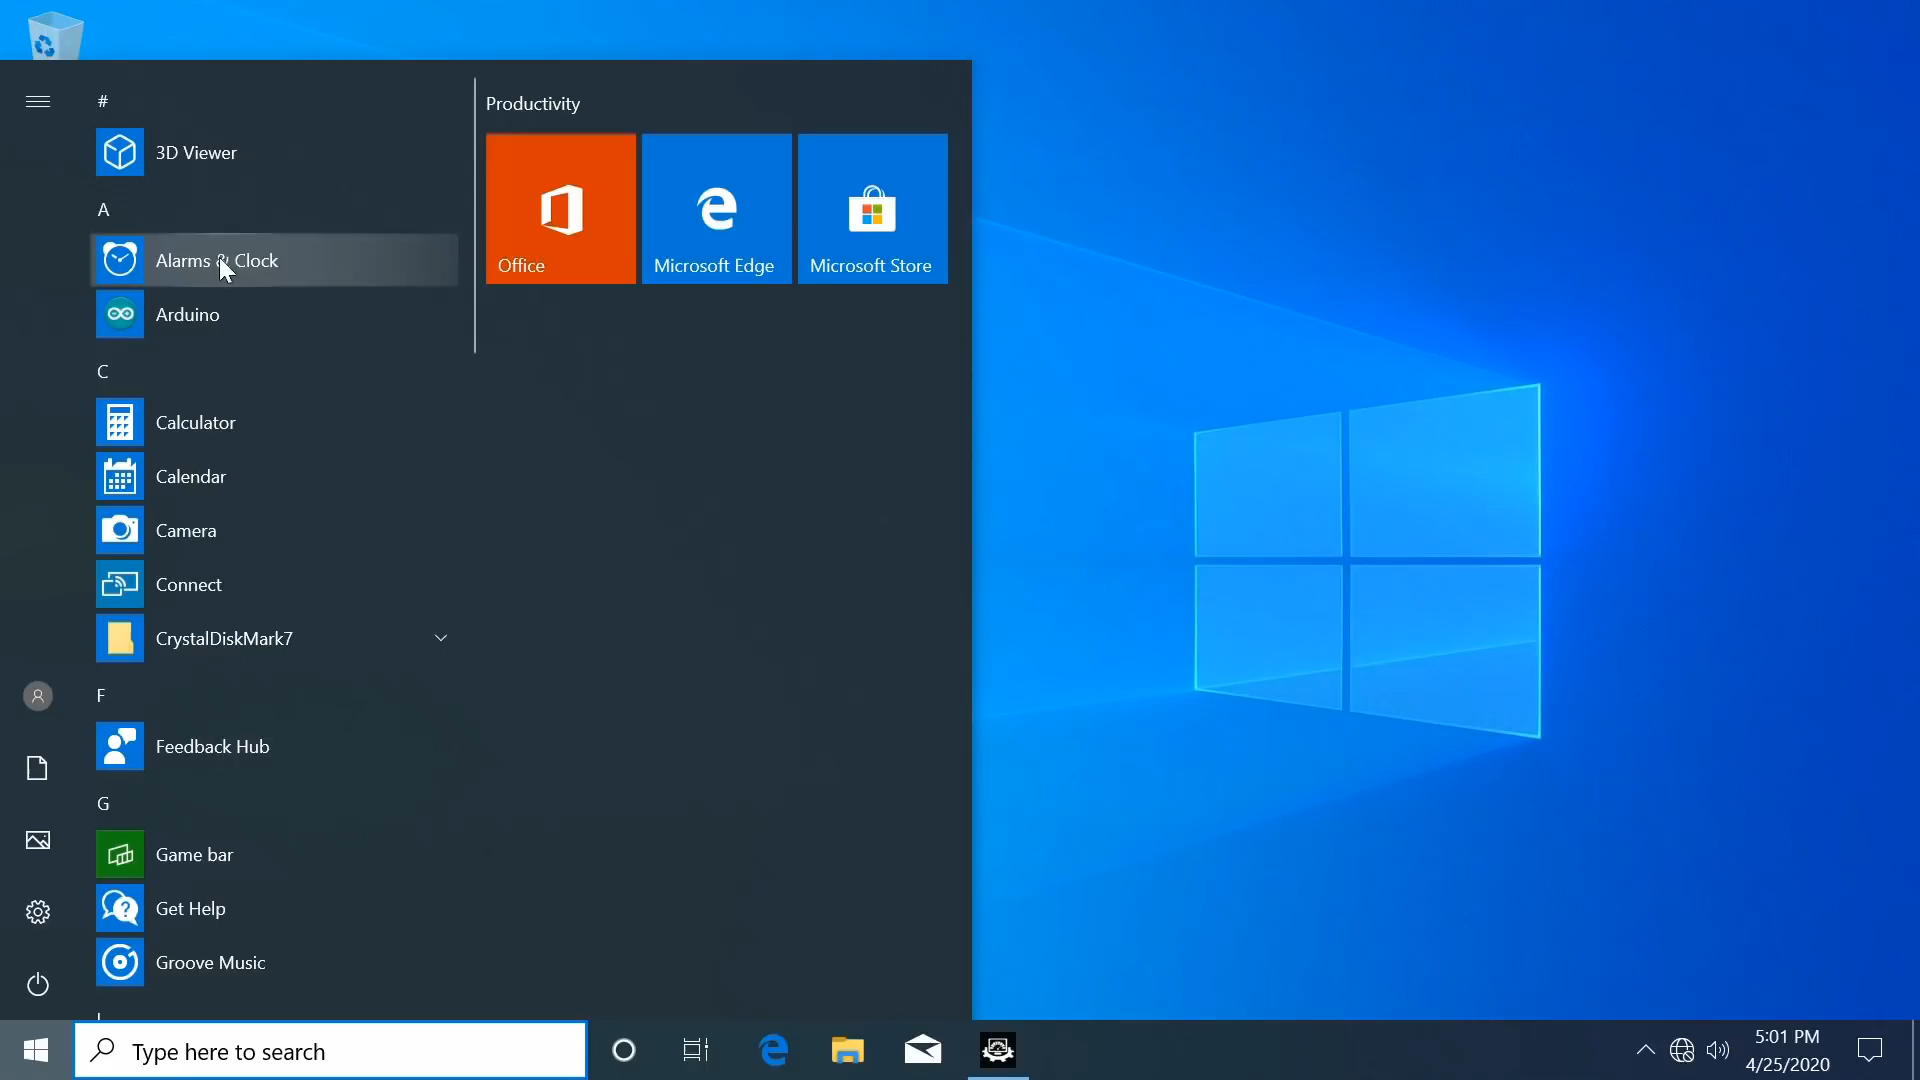 #
3D Viewer
A
Alarms & Clock
Arduino
C
Calculator
Calendar
Camera
Connect
CrystalDiskMark7
F
Feedback Hub
G
Game bar
Get Help
Groove Music
Productivity
Office
Microsoft Edge
Microsoft Store
Type here to search
5:01 PM
4/25/2020